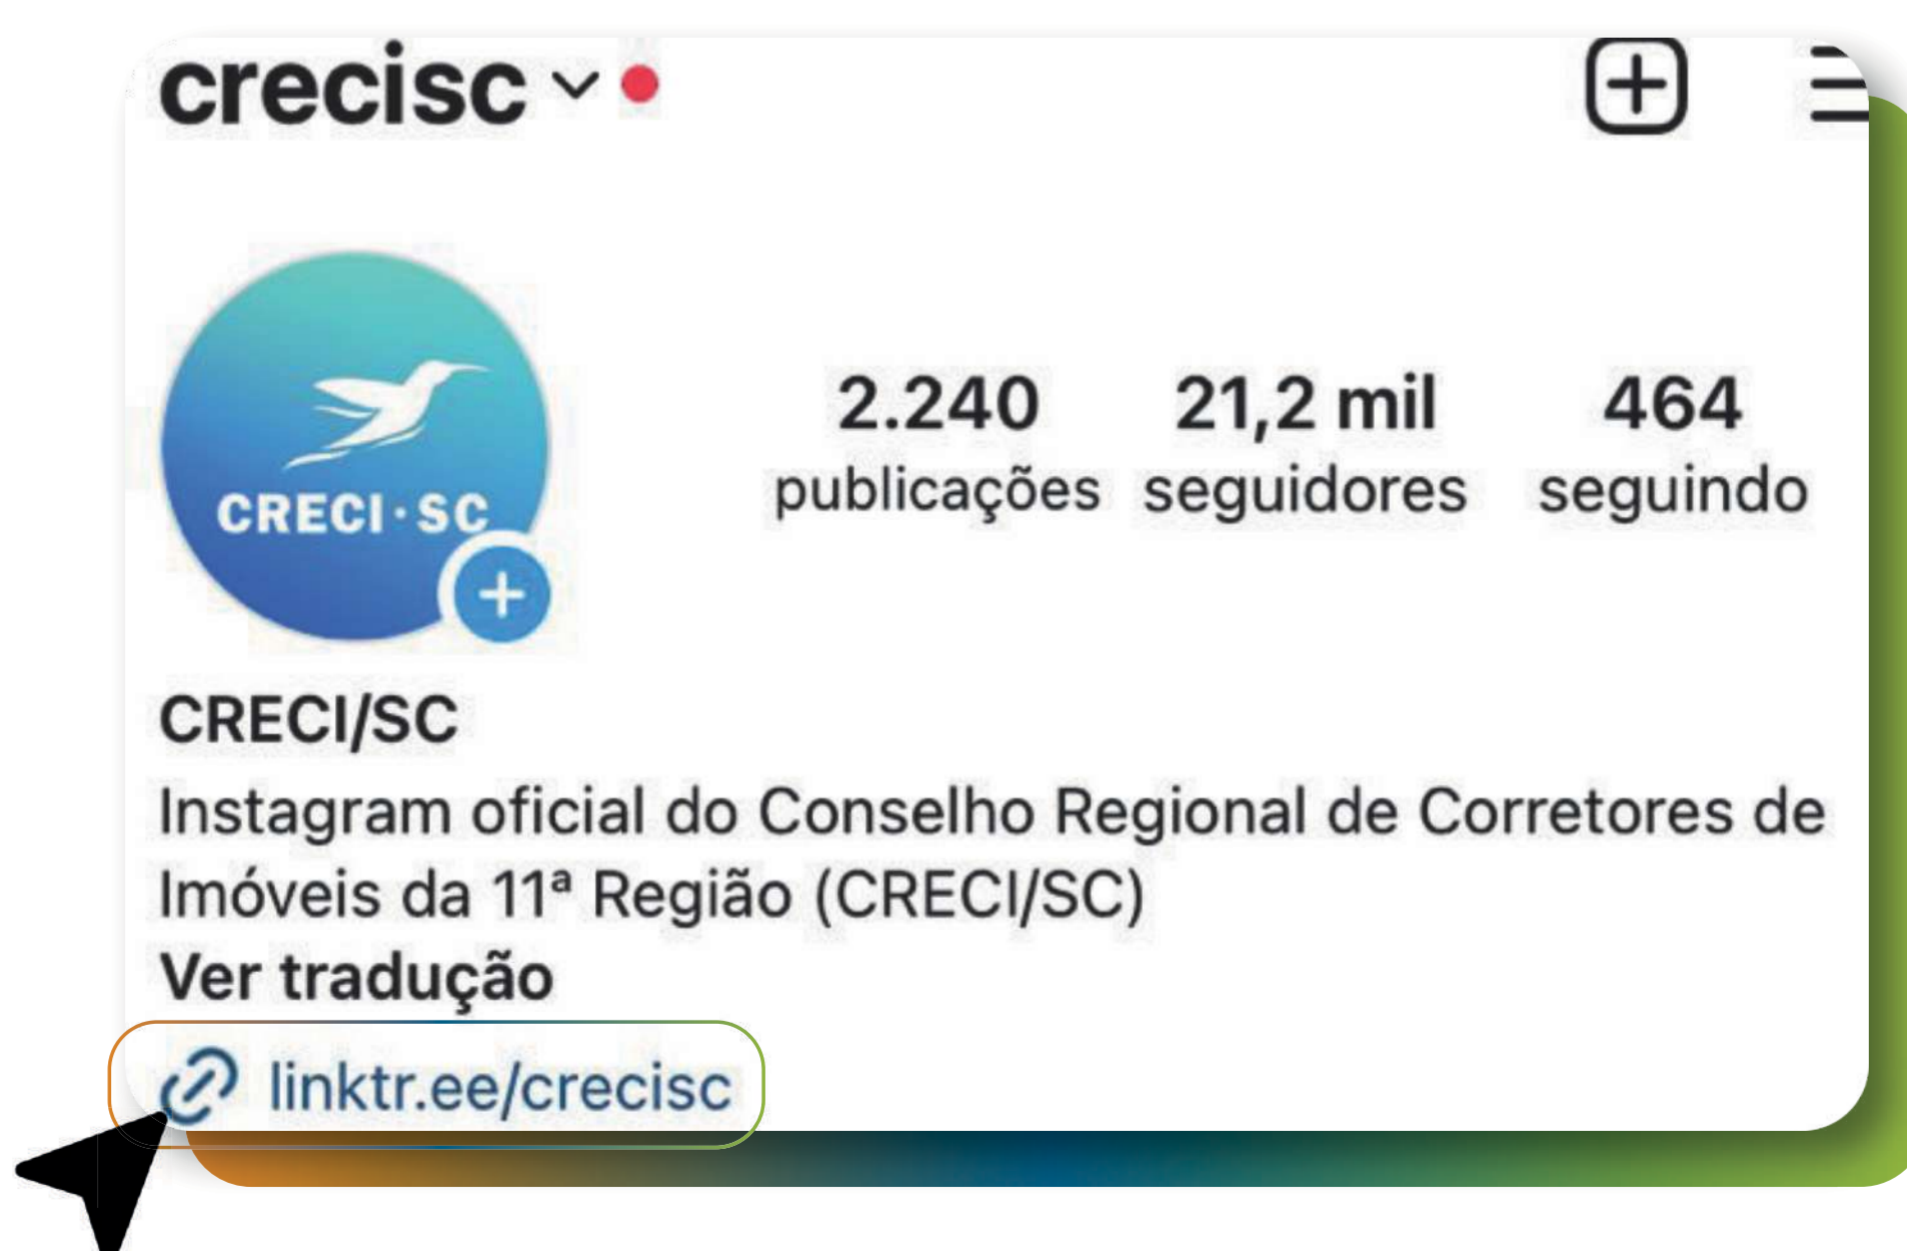 crecisc
CRECI·SC
2.240 21,2 mil 464
publicações seguidores seguindo
CRECI/SC
Instagram oficial do Conselho Regional de Corretores de
Imóveis da 11ª Região (CRECI/SC)
Ver tradução
linktr.ee/crecisc